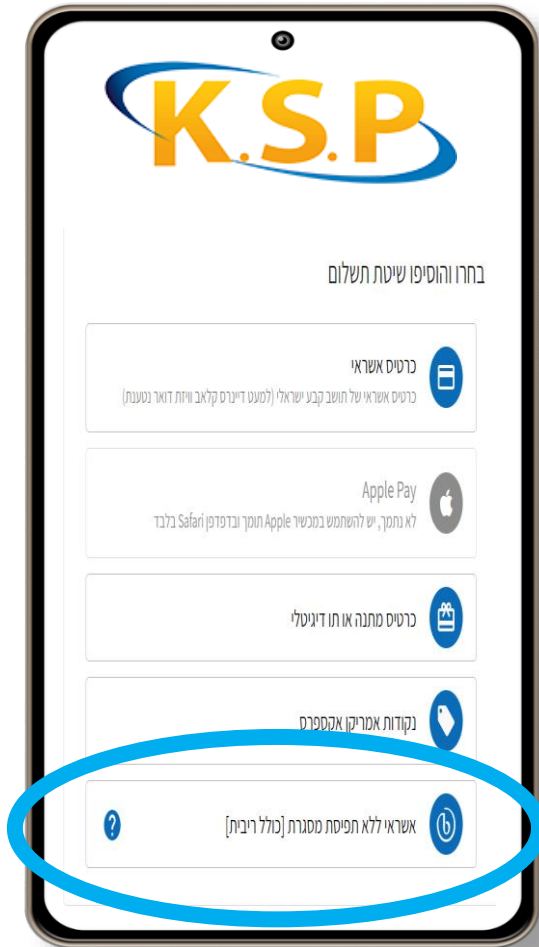 K.S.P
בחרו והוסיפו שיטת תשלום
כרטיס אשראי
כרטיס אשראי של תושב קבע ישראלי (למעט דיינרס קלאב וויזת דואר נטענת)
Apple Pay
לא נתמך, יש להשתמש במכשיר Apple תומך ובדפדפן Safari בלבד
כרטיס מתנה או תו דיגיטלי
נקודות אמריקן אקספרס
אשראי ללא תפיסת מסגרת [כולל ריבית]
?